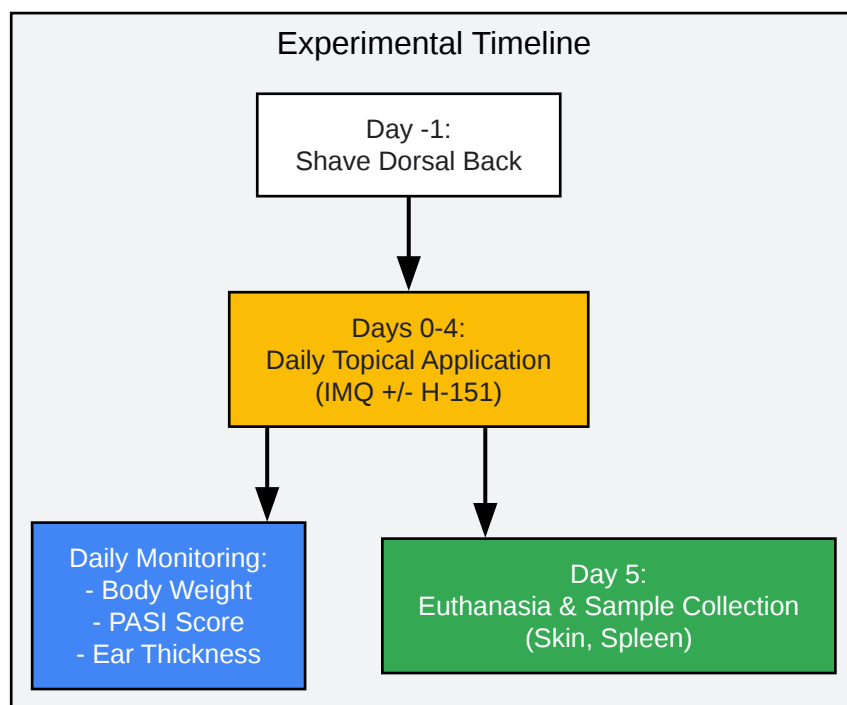 Experimental Timeline
Day -1:
Shave Dorsal Back
Days 0-4:
Daily Topical Application
(IMQ +/- H-151)
Daily Monitoring:
- Body Weight
- PASI Score
- Ear Thickness
Day 5:
Euthanasia & Sample Collection
(Skin, Spleen)